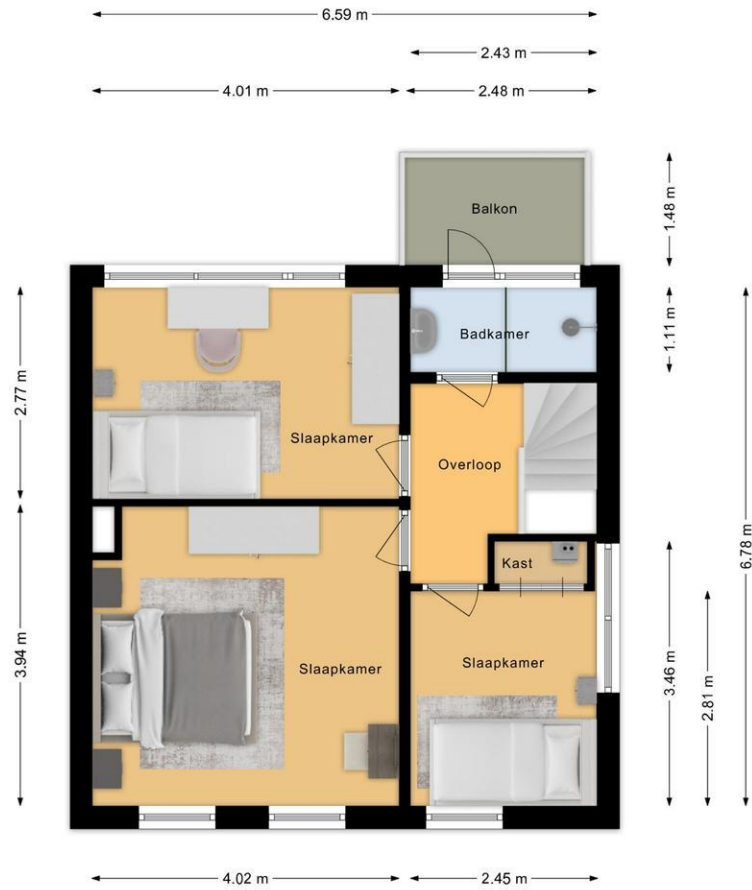 6.59 m
2.43 m
4.01 m
2.48 m
Balkon
1.48 m
Badkamer
1.11 m
2.77 m
Slaapkamer
Overloop
6.78 m
Kast
3.94 m
Slaapkamer
Slaapkamer
3.46 m
2.81 m
4.02 m
2.45 m